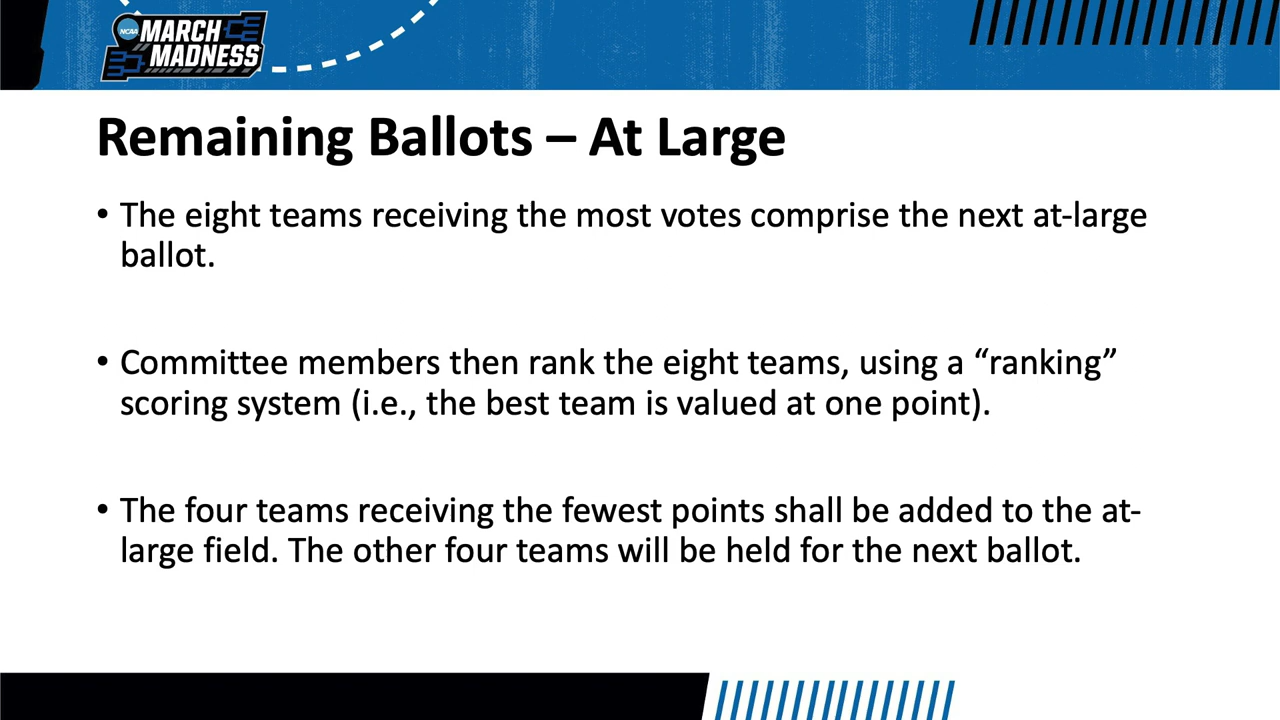 NCAA MARCH
MADNESS
Remaining Ballots – At Large
• The eight teams receiving the most votes comprise the next at-large
ballot.
• Committee members then rank the eight teams, using a “ranking”
scoring system (i.e., the best team is valued at one point).
• The four teams receiving the fewest points shall be added to the at-
large field. The other four teams will be held for the next ballot.